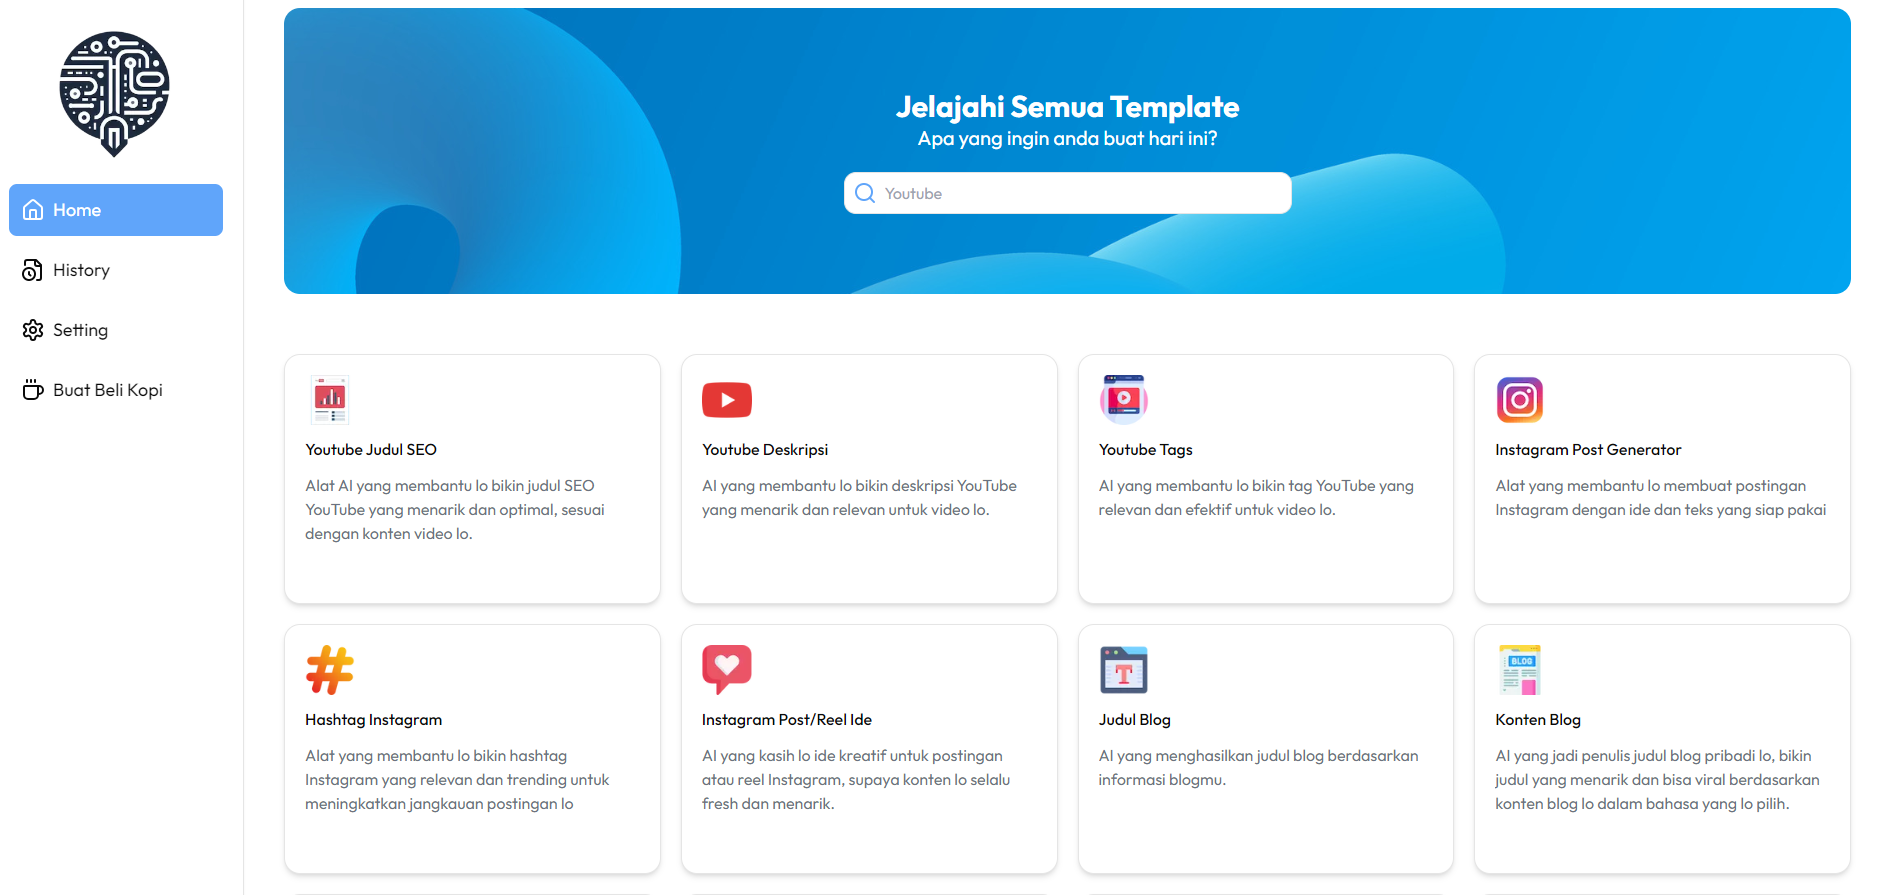 Home
History
Setting
Buat Beli Kopi
Jelajahi Semua Template
Apa yang ingin anda buat hari ini?
Youtube
Youtube Judul SEO
Alat AI yang membantu lo bikin judul SEO
YouTube yang menarik dan optimal, sesuai
dengan konten video lo.
Youtube Deskripsi
AI yang membantu lo bikin deskripsi YouTube
yang menarik dan relevan untuk video lo.
Youtube Tags
AI yang membantu lo bikin tag YouTube yang
relevan dan efektif untuk video lo.
Instagram Post Generator
Alat yang membantu lo membuat postingan
Instagram dengan ide dan teks yang siap pakai
Hashtag Instagram
Alat yang membantu lo bikin hashtag
Instagram yang relevan dan trending untuk
meningkatkan jangkauan postingan lo
Instagram Post/Reel Ide
AI yang kasih lo ide kreatif untuk postingan
atau reel Instagram, supaya konten lo selalu
fresh dan menarik.
T
Judul Blog
AI yang menghasilkan judul blog berdasarkan
informasi blogmu.
BLOG
Konten Blog
AI yang jadi penulis judul blog pribadi lo, bikin
judul yang menarik dan bisa viral berdasarkan
konten blog lo dalam bahasa yang lo pilih.